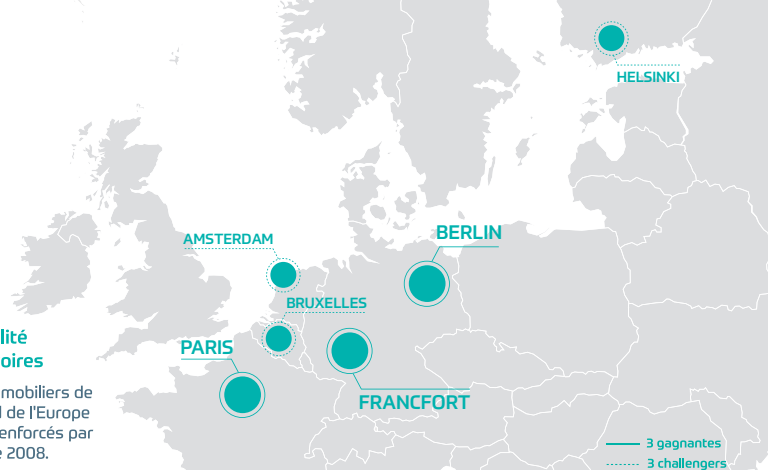 HELSINKI
BERLIN
AMSTERDAM
BRUXELLES
PARIS
FRANCFORT
lité
oires
mobiliers de
de l'Europe
enforcés par
2008.
3 gagnantes
3 challengers